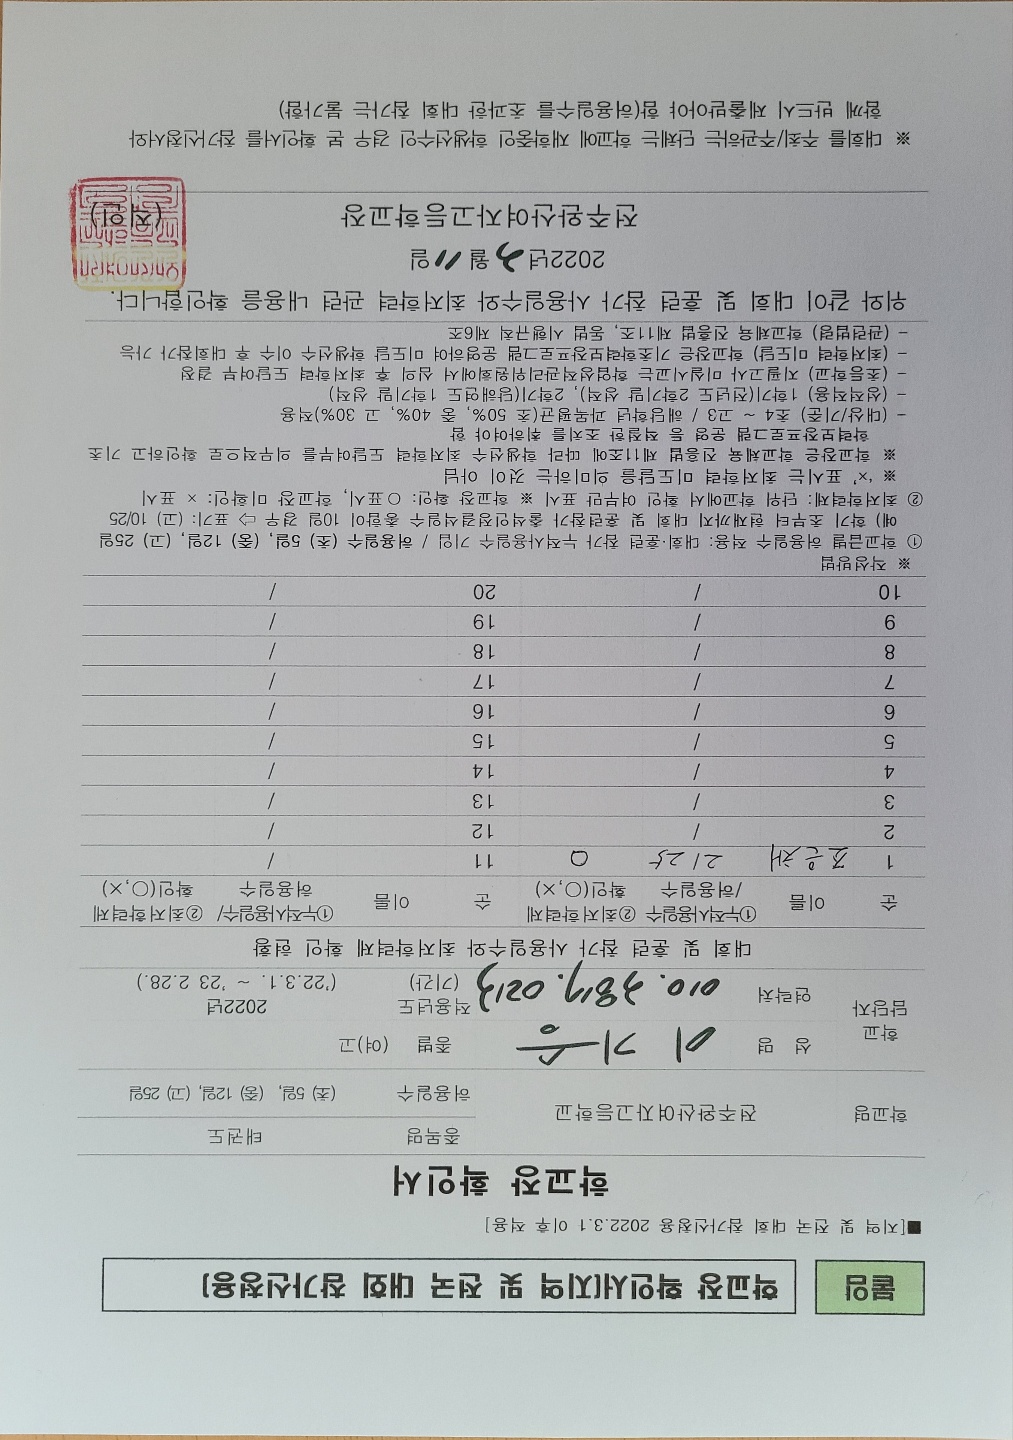 붙임
학교장 확인서[지역 및 전국 대회 참가신청용]
■[지역 및 전국 대회 참가신청용 2022.3.1 이후 적용]
학교장 확인서
학교명 전주완산여자고등학교 종목명 태권도
허용일수 (초) 5일, (중) 12일, (고) 25일
학교 담당자 성 명 이기승 종별 (여)고
연락처 적용년도 (기간) 2022년 ('22.3.1. ~ '23 2.28.)
대회 및 훈련 참가 사용일수와 최저학력제 확인 현황
순 이름 ①누적사용일수/허용일수 ②최저학력제 확인(○,×) 순 이름 ①누적사용일수/허용일수 ②최저학력제 확인(○,×)
1 조은채 2/25 O 11 /
2 / 12 /
3 / 13 /
4 / 14 /
5 / 15 /
6 / 16 /
7 / 17 /
8 / 18 /
9 / 19 /
10 / 20 /
※ 작성방법
① 학교급별 허용일수 적용: 대회·훈련 참가 누적사용일수 기입 / 허용일수 (초) 5일, (중) 12일, (고) 25일
예) 학기 초부터 현재까지 대회 및 훈련참가 출석인정결석일수 총합이 10일 경우 ⇨ 표기: (고) 10/25
② 최저학력제: 단위 학교에서 확인 여부만 표시 ※ 학교장 확인: ○표시, 학교장 미확인: × 표시
※ '×' 표시는 최저학력 미도달을 의미하는 것이 아님
※ 학교장은 학교체육 진흥법 제11조에 따라 학생선수 최저학력 도달여부를 의무적으로 확인하고 기초
학력보장프로그램 운영 등 적절한 조치를 취하여야 함
- (대상/기준) 초4 ~ 고3 / 해당학년 과목평균(초 50%, 중 40%, 고 30%)적용
- (성적적용) 1학기(전년도 2학기말 성적), 2학기(당해연도 1학기말 성적)
- (초등학교) 지필고사 미실시교는 학업성적관리위원회에서 심의 후 최저학력 도달여부 결정
- (최저학력 미도달) 학교장은 기초학력보장프로그램 운영하여 미도달 학생선수 이수 후 대회참가 가능
- (관련법령) 학교체육 진흥법 제11조, 동법 시행규칙 제6조
위와 같이 대회 및 훈련 참가 사용일수와 최저학력 관련 내용을 확인합니다.
2022년 3월 11일
전주완산여자고등학교장 (직인)
※ 대회를 주최/주관하는 단체는 학교에 재학중인 학생선수인 경우 본 확인서를 참가신청서와
함께 반드시 제출받아야 함(허용일수를 초과한 대회 참가는 불가함)